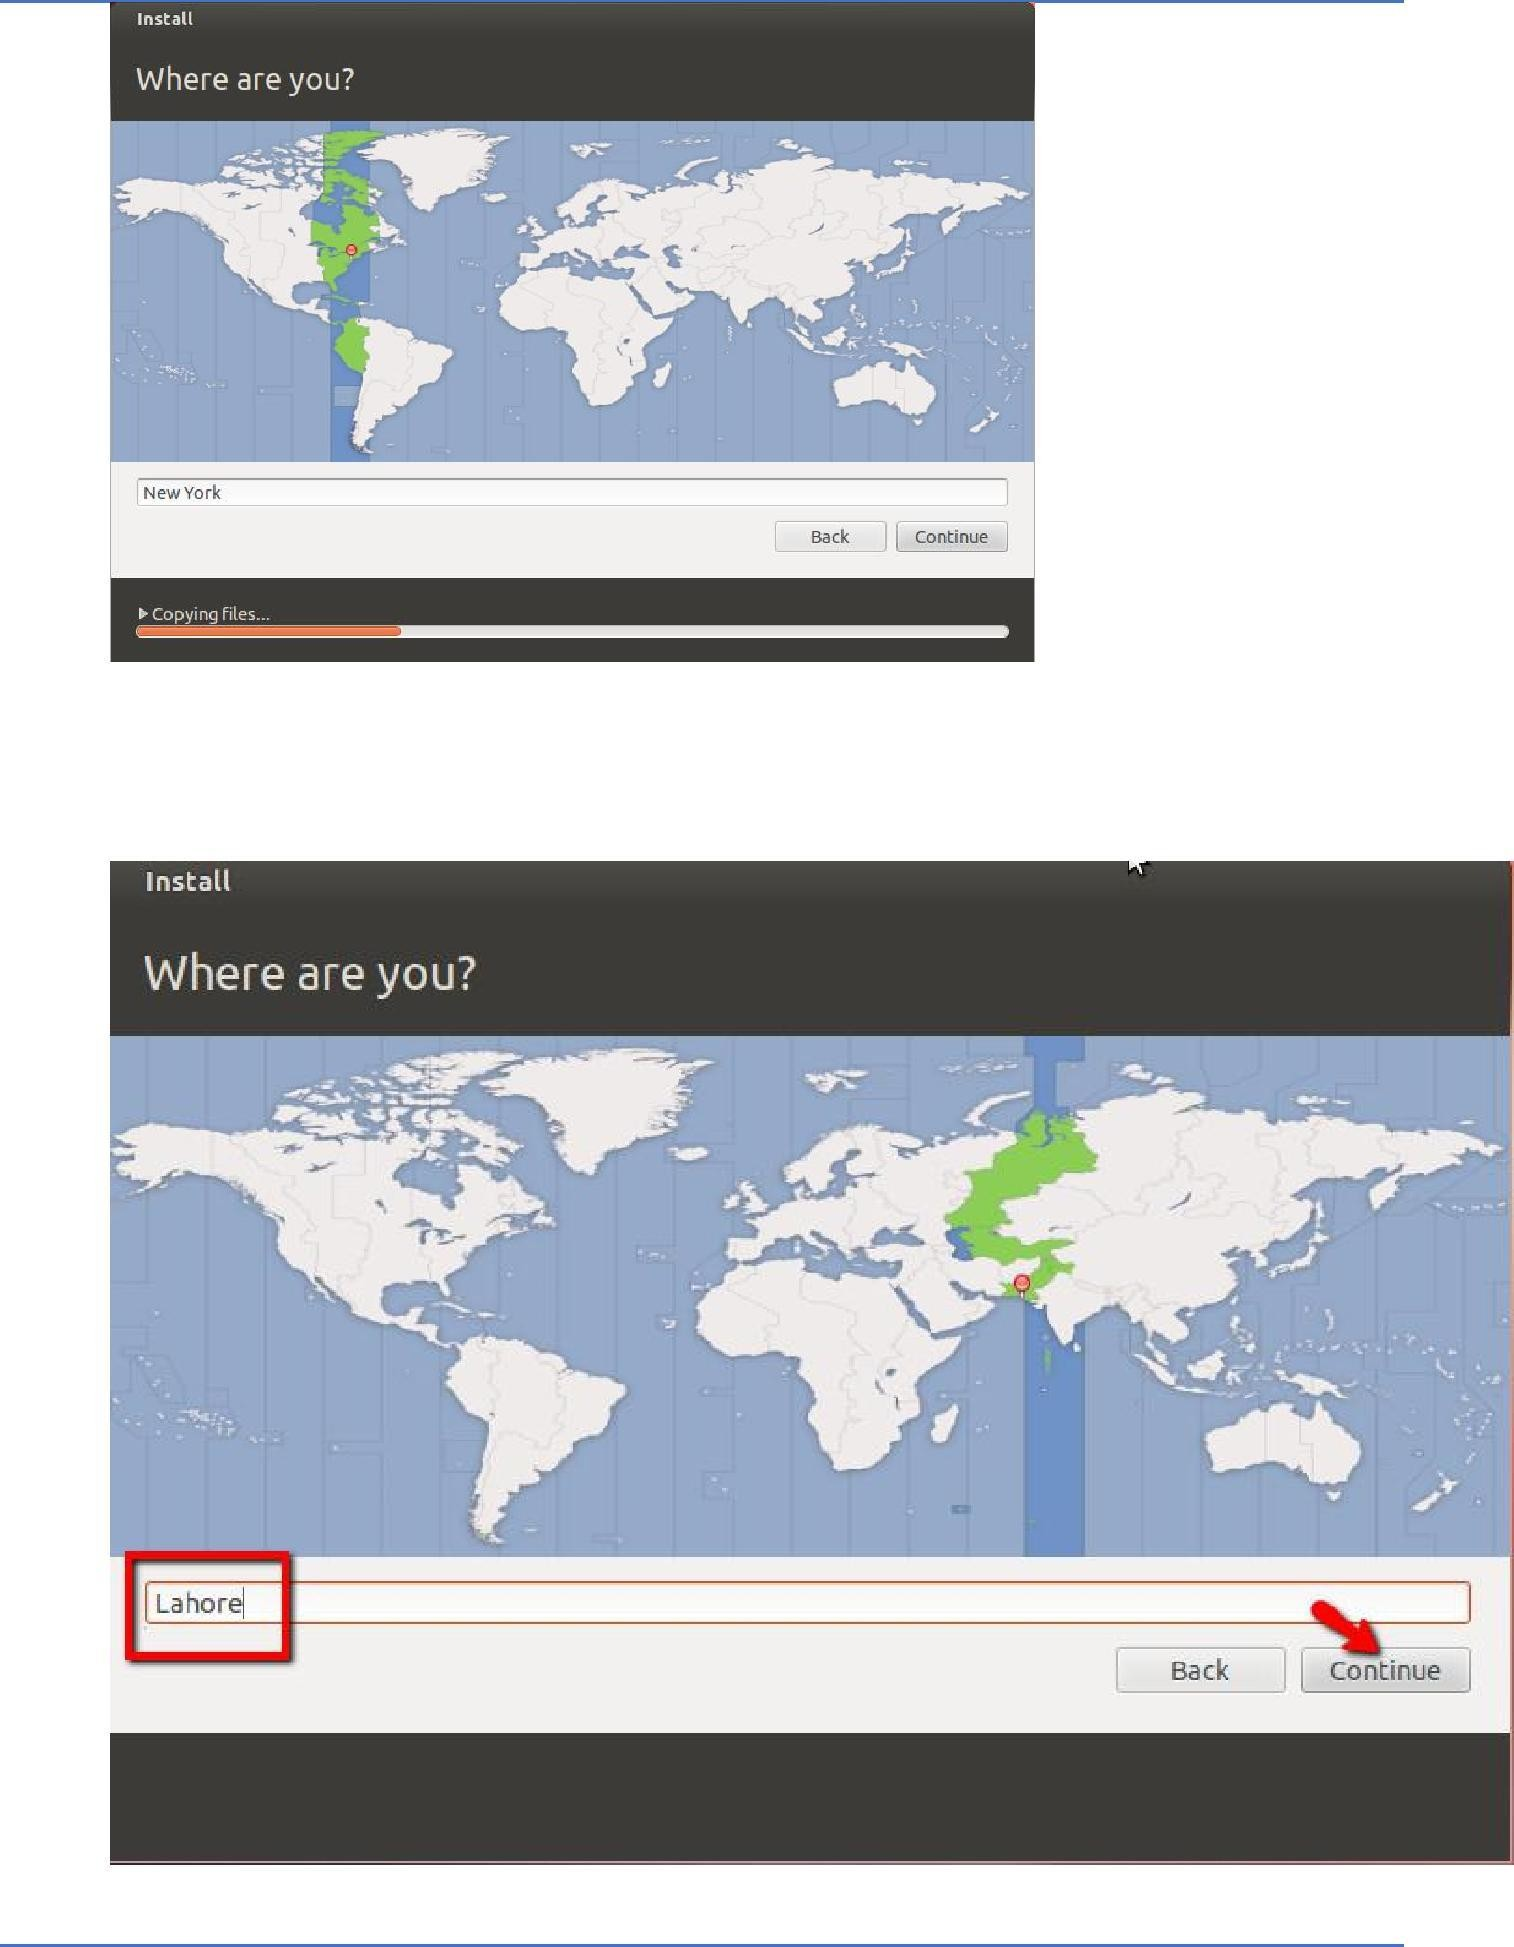 Install
Where are you?
New York
Back
Continue
Copying files...
Install
Where are you?
Lahore
Back
Continue